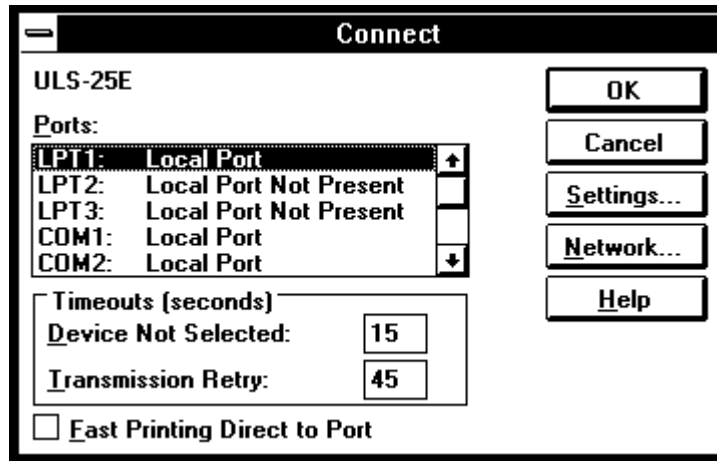 Connect
ULS-25E
Ports:
LPT1: Local Port
LPT2: Local Port Not Present
LPT3: Local Port Not Present
COM1: Local Port
COM2: Local Port
Timeouts (seconds)
Device Not Selected: 15
Transmission Retry: 45
Fast Printing Direct to Port
OK
Cancel
Settings...
Network...
Help